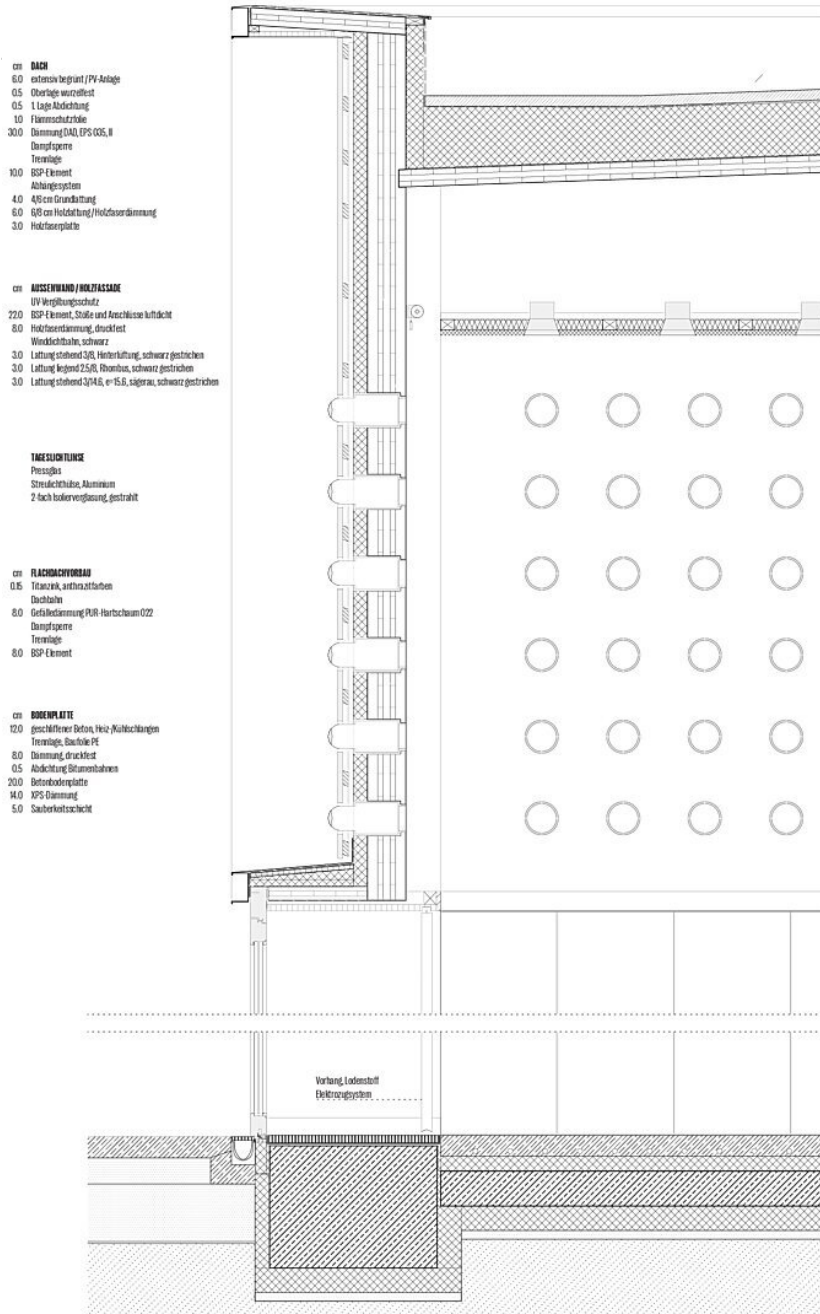 cm DACH
6.0 extensiv begrünt / PV-Anlage
0.5 Oberlage wurzelfest
0.5 1. Lage Abdichtung
1.0 Flämmschutzfolie
30.0 Dämmung DAD, EPS 035, II
Dampfsperre
Trennlage
10.0 BSP-Element
Abhängesystem
4.0 4/6 cm Grundlattung
6.0 6/8 cm Holzlattung / Holzfaserdämmung
3.0 Holzfaserplatte
cm AUSSENWAND / HOLZFASSADE
UV-Vergilbungsschutz
22.0 BSP-Element, Stöße und Anschlüsse luftdicht
8.0 Holzfaserdämmung, druckfest
Winddichtbahn, schwarz
3.0 Lattung stehend 3/8, Hinterlüftung, schwarz gestrichen
3.0 Lattung liegend 2.5/8, Rhombus, schwarz gestrichen
3.0 Lattung stehend 3/14.6, e=15.6, sägerau, schwarz gestrichen
TAGESLICHTLINSE
Pressglas
Streulichthülse, Aluminium
2-fach Isolierverglasung, gestrahlt
cm FLACHDACHVORBAU
0.15 Titanzink, anthrazitfarben
Dachbahn
8.0 Gefälledämmung PUR-Hartschaum 022
Dampfsperre
Trennlage
8.0 BSP-Element
cm BODENPLATTE
12.0 geschliffener Beton, Heiz-/Kühlschlangen
Trennlage, Baufolie PE
8.0 Dämmung, druckfest
0.5 Abdichtung Bitumenbahnen
20.0 Betonbodenplatte
14.0 XPS-Dämmung
5.0 Sauberkeitsschicht
Vorhang, Lodenstoff
Elektrozugsystem